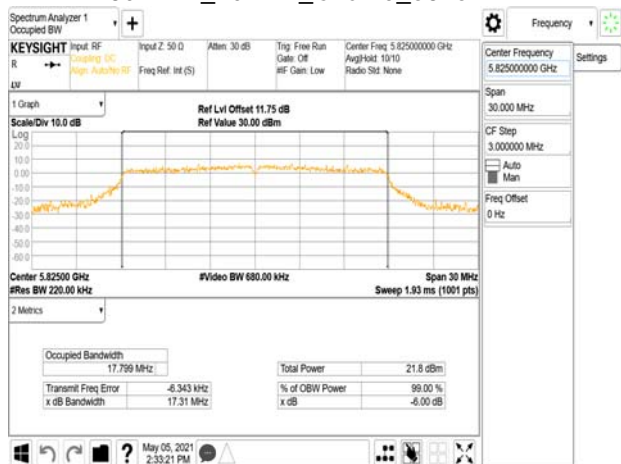 Spectrum Analyzer 1
Occupied BW
Frequency
KEYSIGHT
Input: RF
Coupling: DC
Align: Auto/No RF
Input Z: 50 Ω
Freq Ref: Int (S)
Atten: 30 dB
Trig: Free Run
Gate: Off
#IF Gain: Low
Center Freq: 5.825000000 GHz
Avg|Hold: 10/10
Radio Std: None
R
LXI
Center Frequency
5.825000000 GHz
Settings
Span
30.000 MHz
CF Step
3.000000 MHz
Auto
Man
Freq Offset
0 Hz
1 Graph
Scale/Div 10.0 dB
Ref Lvl Offset 11.75 dB
Ref Value 30.00 dBm
Log
20.0
10.0
0.00
-10.0
-20.0
-30.0
-40.0
-50.0
-60.0
Center 5.82500 GHz
#Res BW 220.00 kHz
#Video BW 680.00 kHz
Span 30 MHz
Sweep 1.93 ms (1001 pts)
2 Metrics
Occupied Bandwidth
17.799 MHz
Total Power 21.8 dBm
Transmit Freq Error -6.343 kHz
% of OBW Power 99.00 %
x dB Bandwidth 17.31 MHz
x dB -6.00 dB
?
May 05, 2021
2:33:21 PM